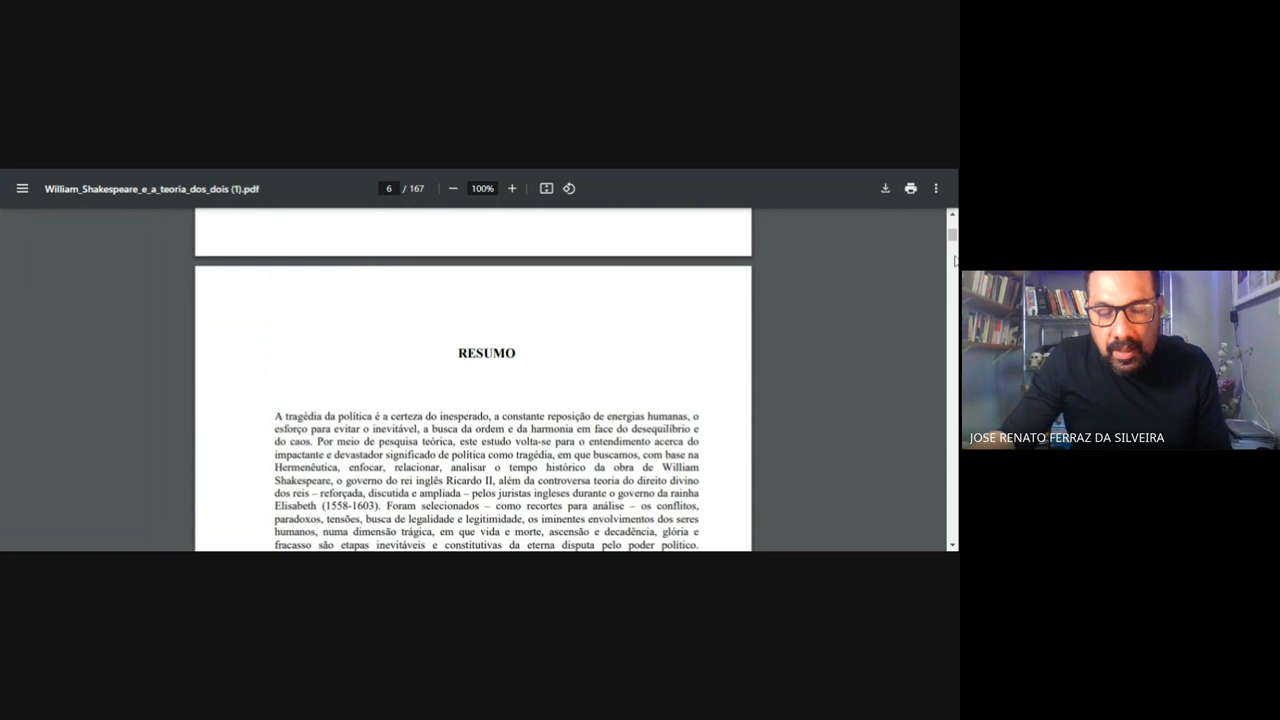 William_Shakespeare_e_a_teoria_dos_dois (1).pdf
6 / 167
100%
RESUMO
A tragédia da política é a certeza do inesperado, a constante reposição de energias humanas, o
esforço para evitar o inevitável, a busca da ordem e da harmonia em face do desequilíbrio e
do caos. Por meio de pesquisa teórica, este estudo volta-se para o entendimento acerca do
impactante e devastador significado de política como tragédia, em que buscamos, com base na
Hermenêutica, enfocar, relacionar, analisar o tempo histórico da obra de William
Shakespeare, o governo do rei inglês Ricardo II, além da controversa teoria do direito divino
dos reis – reforçada, discutida e ampliada – pelos juristas ingleses durante o governo da rainha
Elisabeth (1558-1603). Foram selecionados – como recortes para análise – os conflitos,
paradoxos, tensões, busca de legalidade e legitimidade, os iminentes envolvimentos dos seres
humanos, numa dimensão trágica, em que vida e morte, ascensão e decadência, glória e
fracasso são etapas inevitáveis e constitutivas da eterna disputa pelo poder político.
JOSE RENATO FERRAZ DA SILVEIRA